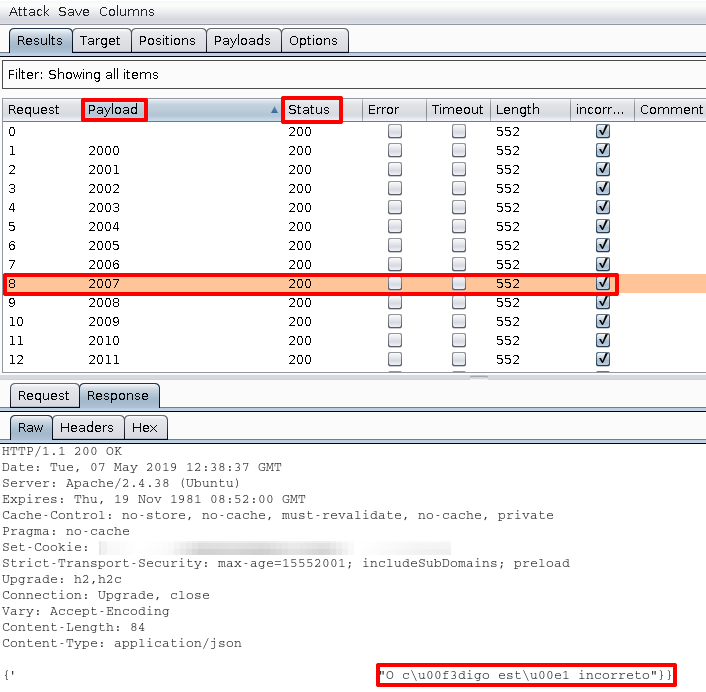 Attack Save Columns
Results Target Positions Payloads Options
Filter: Showing all items
Request Payload Status Error Timeout Length incorr... Comment
0 200 552
1 2000 200 552
2 2001 200 552
3 2002 200 552
4 2003 200 552
5 2004 200 552
6 2005 200 552
7 2006 200 552
8 2007 200 552
9 2008 200 552
10 2009 200 552
11 2010 200 552
12 2011 200 552
Request Response
Raw Headers Hex
HTTP/1.1 200 OK
Date: Tue, 07 May 2019 12:38:37 GMT
Server: Apache/2.4.38 (Ubuntu)
Expires: Thu, 19 Nov 1981 08:52:00 GMT
Cache-Control: no-store, no-cache, must-revalidate, no-cache, private
Pragma: no-cache
Set-Cookie:
Strict-Transport-Security: max-age=15552001; includeSubDomains; preload
Upgrade: h2,h2c
Connection: Upgrade, close
Vary: Accept-Encoding
Content-Length: 84
Content-Type: application/json
{' "O c\u00f3digo est\u00e1 incorreto"}}